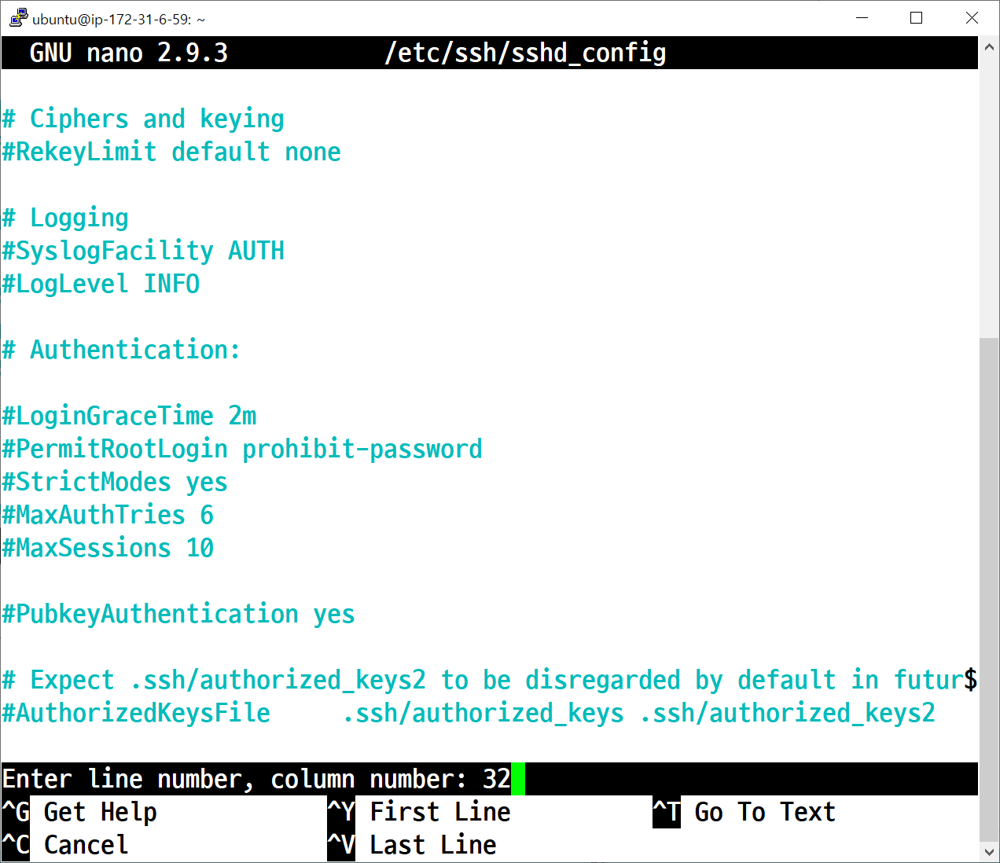 ubuntu@ip-172-31-6-59: ~
GNU nano 2.9.3 /etc/ssh/sshd_config
# Ciphers and keying
#RekeyLimit default none
# Logging
#SyslogFacility AUTH
#LogLevel INFO
# Authentication:
#LoginGraceTime 2m
#PermitRootLogin prohibit-password
#StrictModes yes
#MaxAuthTries 6
#MaxSessions 10
#PubkeyAuthentication yes
# Expect .ssh/authorized_keys2 to be disregarded by default in futur$
#AuthorizedKeysFile .ssh/authorized_keys .ssh/authorized_keys2
Enter line number, column number: 32
^G Get Help ^Y First Line ^T Go To Text
^C Cancel ^V Last Line